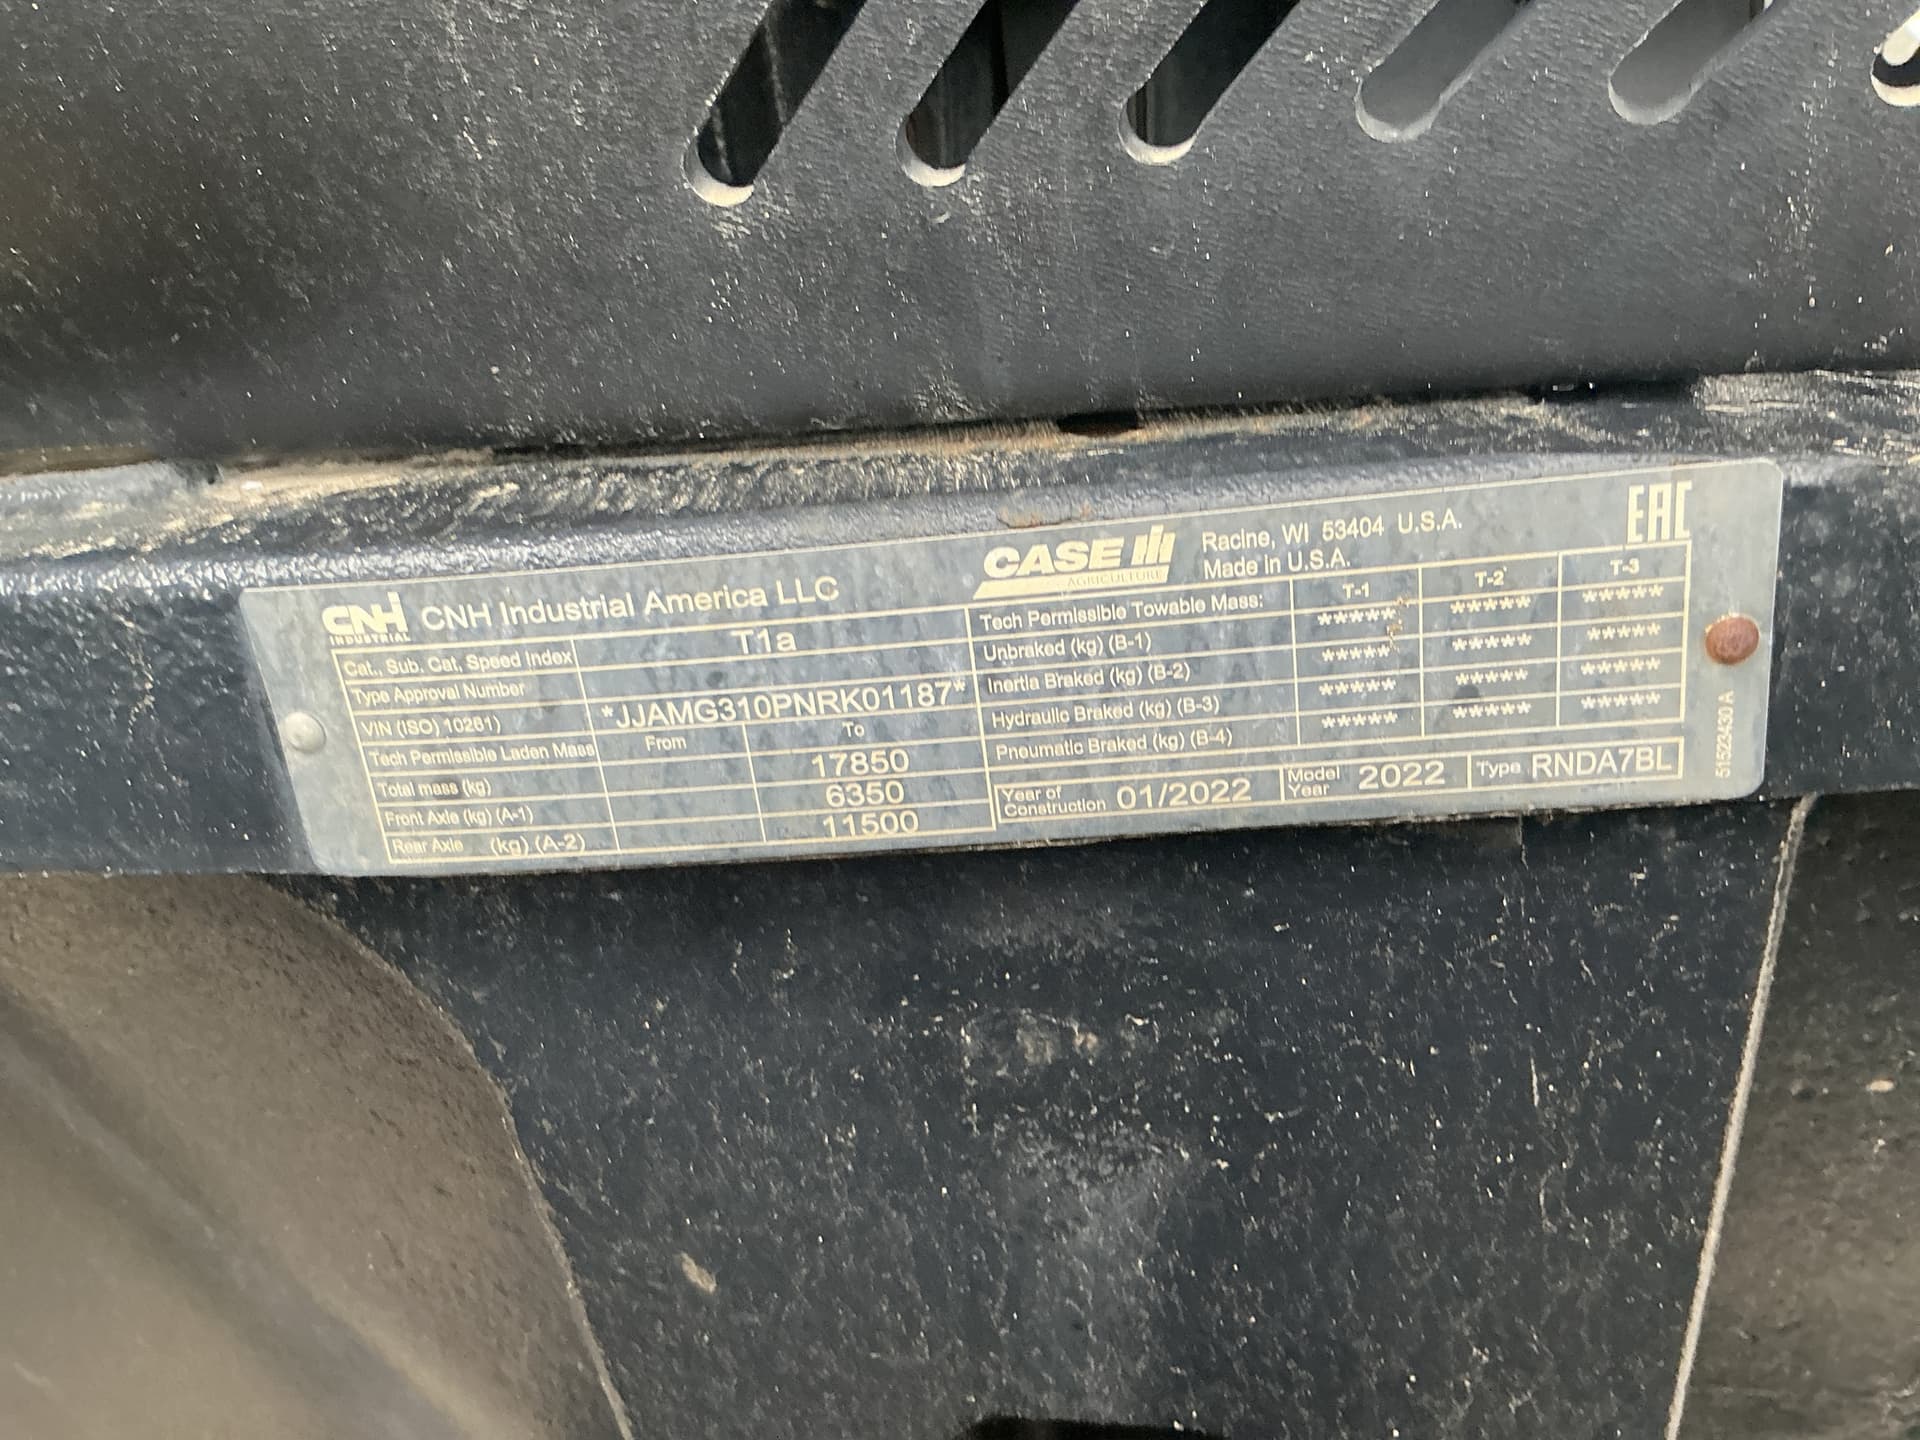 CNH
INDUSTRIAL
CNH Industrial America LLC
CASE IH
AGRICULTURE
Racine, WI 53404 U.S.A.
Made in U.S.A.
EAC
Cat., Sub. Cat, Speed Index T1a
Type Approval Number
VIN (ISO) 10261) *JJAMG310PNRK01187*
Tech Permissible Laden Mass From To
Total mass (kg) 17850
Front Axle (kg) (A-1) 6350
Rear Axle (kg) (A-2) 11500
Tech Permissible Towable Mass: T-1 T-2 T-3
Unbraked (kg) (B-1) ***** ***** *****
Inertia Braked (kg) (B-2) ***** ***** *****
Hydraulic Braked (kg) (B-3) ***** ***** *****
Pneumatic Braked (kg) (B-4) ***** ***** *****
Year of Construction 01/2022 Model Year 2022 Type RNDA7BL
51523430 A